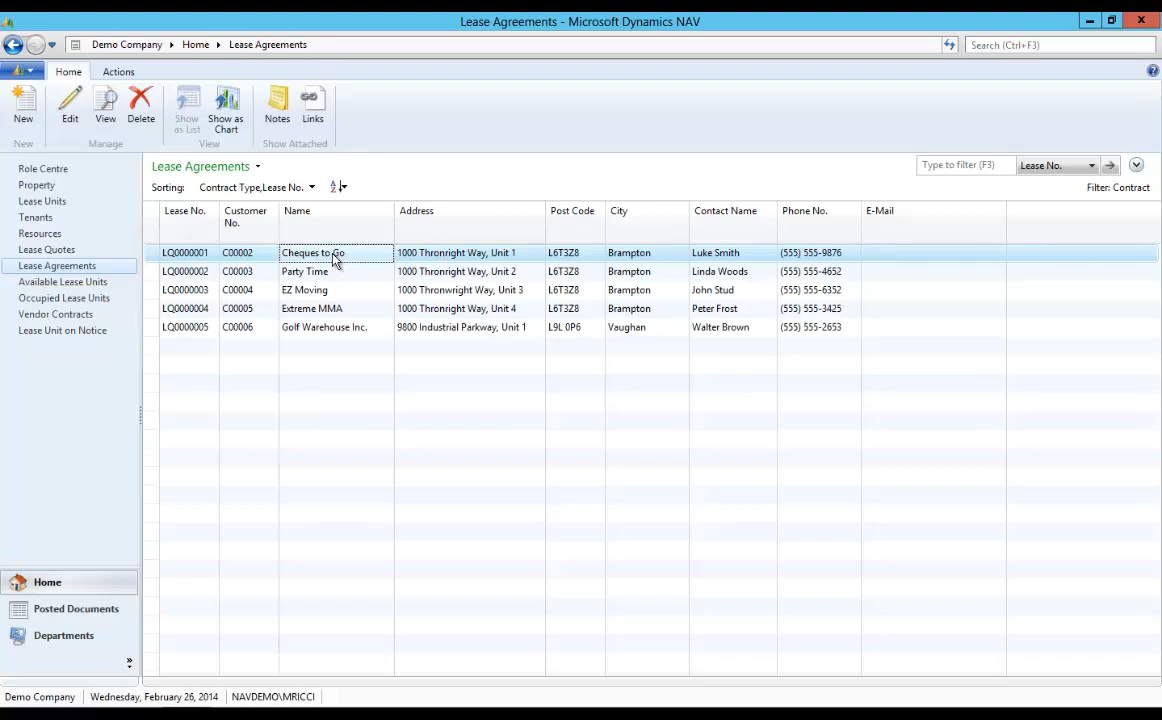 Lease Agreements - Microsoft Dynamics NAV
Demo Company Home Lease Agreements Search (Ctrl+F3)
Home Actions
New Edit View Delete Show as List Show as Chart Notes Links
New Manage View Show Attached
Role Centre
Property
Lease Units
Tenants
Resources
Lease Quotes
Lease Agreements
Available Lease Units
Occupied Lease Units
Vendor Contracts
Lease Unit on Notice
Home
Posted Documents
Departments
Lease Agreements Type to filter (F3) Lease No.
Sorting: Contract Type,Lease No. A Z Filter: Contract
Lease No. Customer No. Name Address Post Code City Contact Name Phone No. E-Mail
LQ0000001 C00002 Cheques to Go 1000 Thronright Way, Unit 1 L6T3Z8 Brampton Luke Smith (555) 555-9876
LQ0000002 C00003 Party Time 1000 Thronright Way, Unit 2 L6T3Z8 Brampton Linda Woods (555) 555-4652
LQ0000003 C00004 EZ Moving 1000 Thronwright Way, Unit 3 L6T3Z8 Brampton John Stud (555) 555-6352
LQ0000004 C00005 Extreme MMA 1000 Thronright Way, Unit 4 L6T3Z8 Brampton Peter Frost (555) 555-3425
LQ0000005 C00006 Golf Warehouse Inc. 9800 Industrial Parkway, Unit 1 L9L 0P6 Vaughan Walter Brown (555) 555-2653
Demo Company Wednesday, February 26, 2014 NAVDEMO\MRICCI